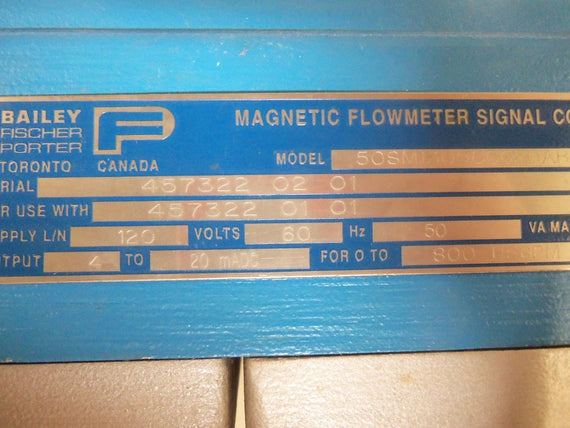 BAILEY
FISCHER
PORTER
TORONTO CANADA
MAGNETIC FLOWMETER SIGNAL CO
MODEL
RIAL 457322 02 01
R USE WITH 457322 01 01
PPLY L/N 120 VOLTS 60 Hz 50 VA MA
TPUT 4 TO 20 mADC FOR 0 TO 800